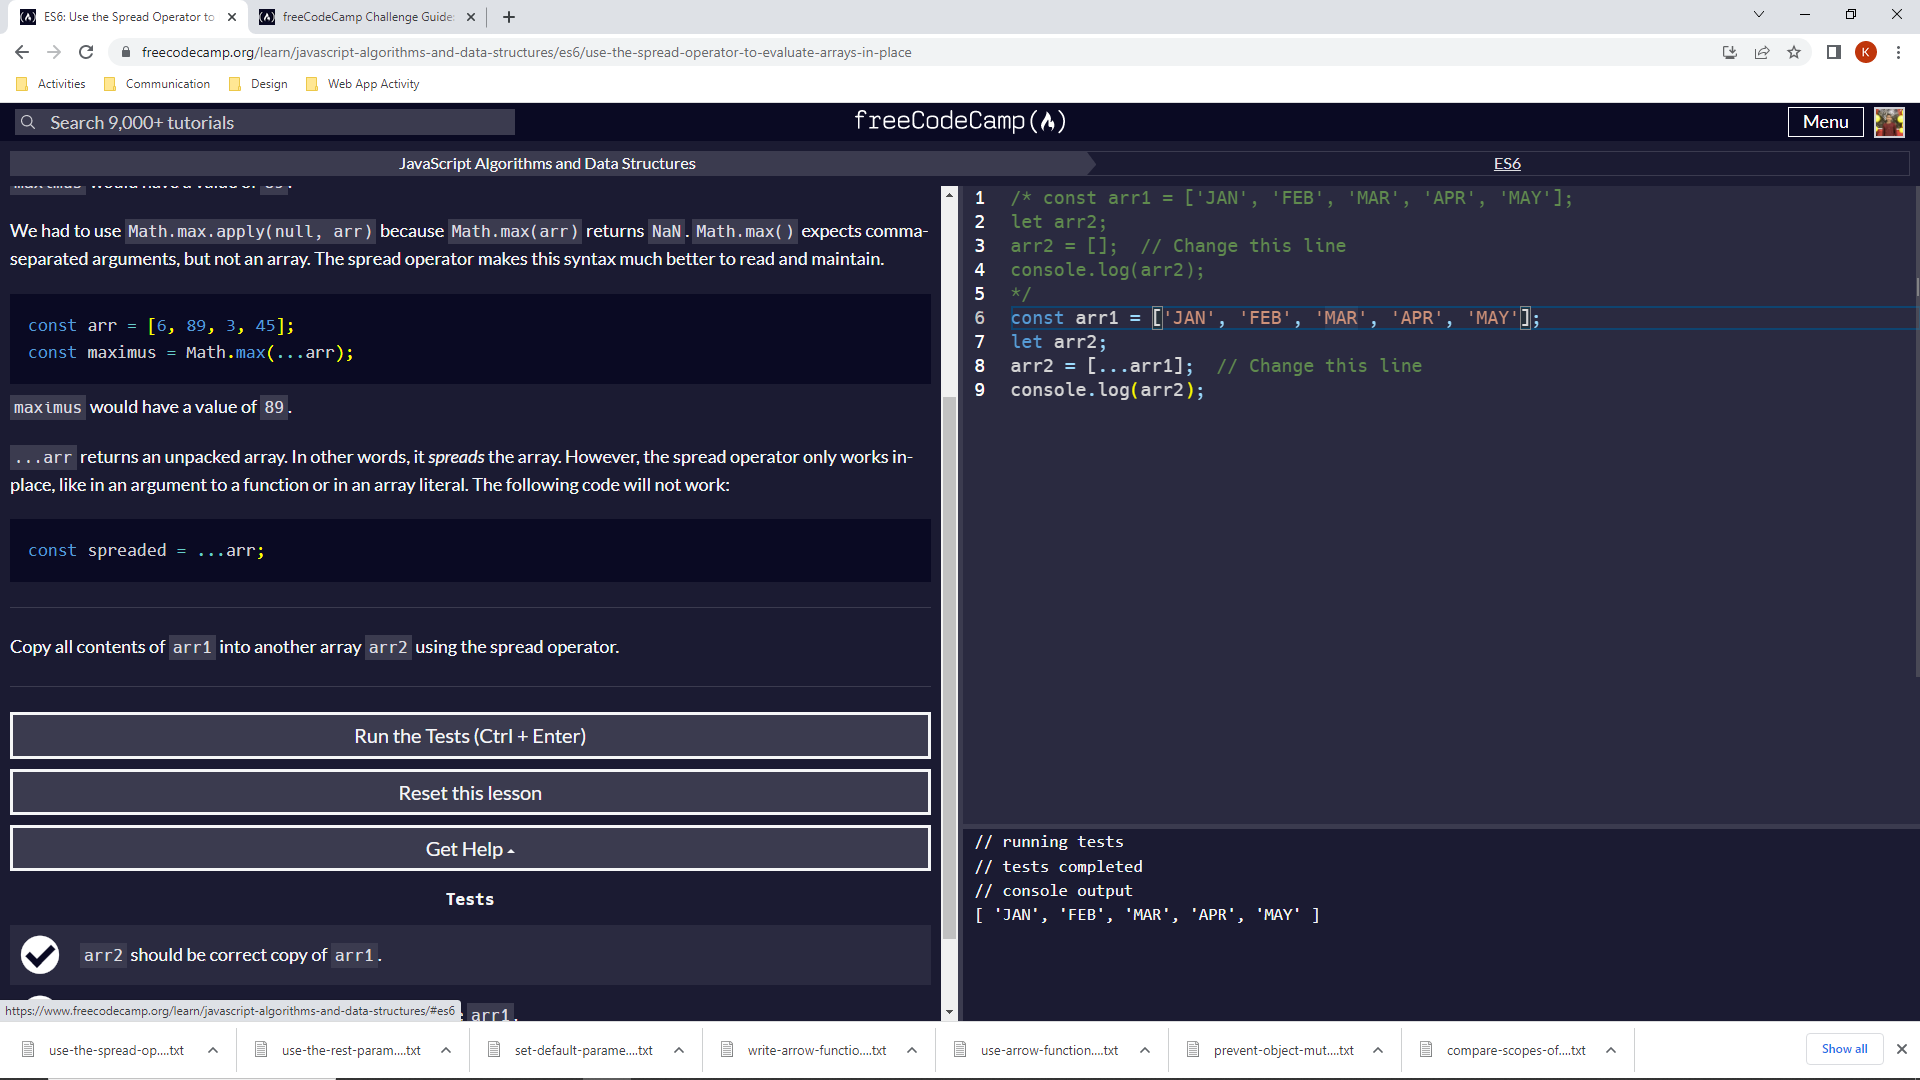 ES6: Use the Spread Operator to
freeCodeCamp Challenge Guide:
freecodecamp.org/learn/javascript-algorithms-and-data-structures/es6/use-the-spread-operator-to-evaluate-arrays-in-place
K
Activities
Communication
Design
Web App Activity
Search 9,000+ tutorials
freeCodeCamp
Menu
JavaScript Algorithms and Data Structures
ES6
maximus would have a value of 89.
We had to use Math.max.apply(null, arr) because Math.max(arr) returns NaN. Math.max() expects comma-
separated arguments, but not an array. The spread operator makes this syntax much better to read and maintain.
const arr = [6, 89, 3, 45];
const maximus = Math.max(...arr);
maximus would have a value of 89.
...arr returns an unpacked array. In other words, it spreads the array. However, the spread operator only works in-
place, like in an argument to a function or in an array literal. The following code will not work:
const spreaded = ...arr;
Copy all contents of arr1 into another array arr2 using the spread operator.
Run the Tests (Ctrl + Enter)
Reset this lesson
Get Help
Tests
arr2 should be correct copy of arr1.
arr1.
https://www.freecodecamp.org/learn/javascript-algorithms-and-data-structures/#es6
1 /* const arr1 = ['JAN', 'FEB', 'MAR', 'APR', 'MAY'];
2 let arr2;
3 arr2 = [];  // Change this line
4 console.log(arr2);
5 */
6 const arr1 = ['JAN', 'FEB', 'MAR', 'APR', 'MAY'];
7 let arr2;
8 arr2 = [...arr1];  // Change this line
9 console.log(arr2);
// running tests
// tests completed
// console output
[ 'JAN', 'FEB', 'MAR', 'APR', 'MAY' ]
use-the-spread-op....txt
use-the-rest-param....txt
set-default-parame....txt
write-arrow-functio....txt
use-arrow-function....txt
prevent-object-mut....txt
compare-scopes-of....txt
Show all